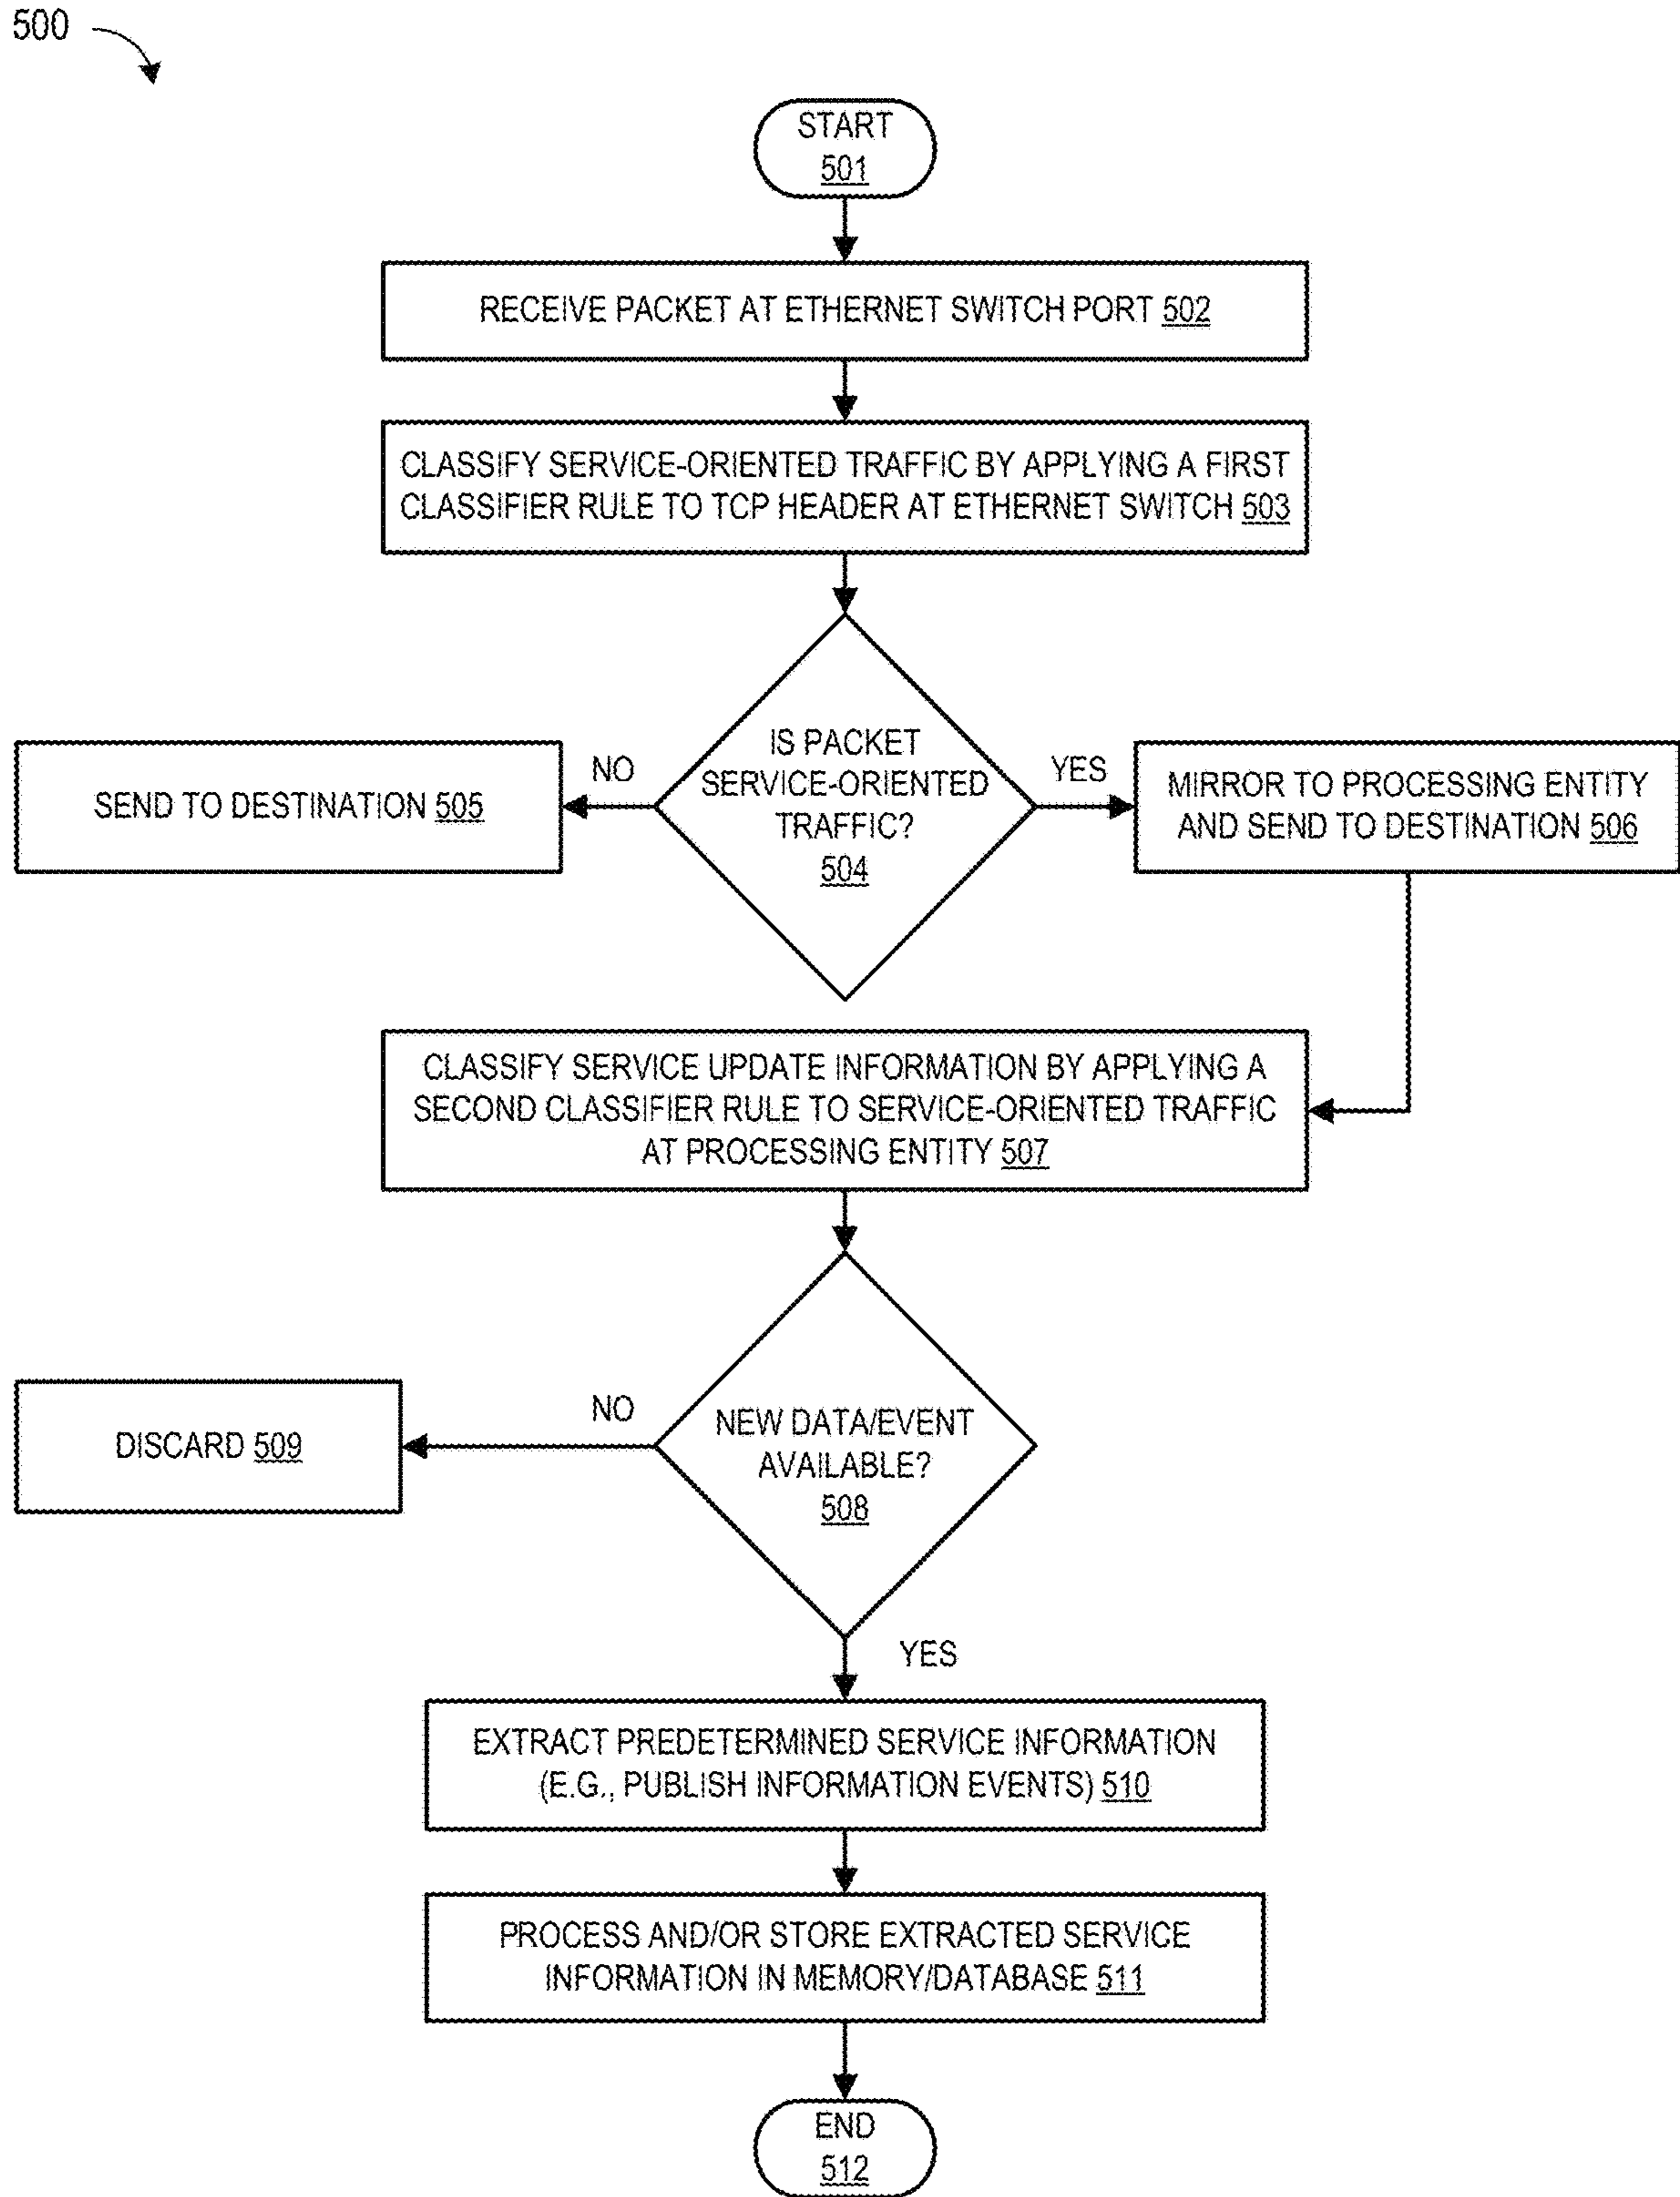 500
START
501
RECEIVE PACKET AT ETHERNET SWITCH PORT 502
CLASSIFY SERVICE-ORIENTED TRAFFIC BY APPLYING A FIRST
CLASSIFIER RULE TO TCP HEADER AT ETHERNET SWITCH 503
IS PACKET
SERVICE-ORIENTED
TRAFFIC?
504
NO
SEND TO DESTINATION 505
YES
MIRROR TO PROCESSING ENTITY
AND SEND TO DESTINATION 506
CLASSIFY SERVICE UPDATE INFORMATION BY APPLYING A
SECOND CLASSIFIER RULE TO SERVICE-ORIENTED TRAFFIC
AT PROCESSING ENTITY 507
NEW DATA/EVENT
AVAILABLE?
508
NO
DISCARD 509
YES
EXTRACT PREDETERMINED SERVICE INFORMATION
(E.G., PUBLISH INFORMATION EVENTS) 510
PROCESS AND/OR STORE EXTRACTED SERVICE
INFORMATION IN MEMORY/DATABASE 511
END
512